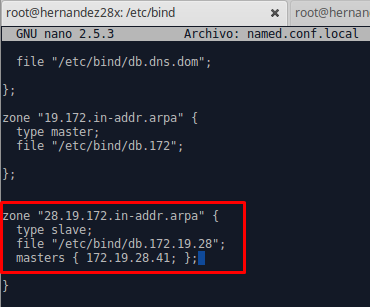 root@hernandez28x: /etc/bind × root@hernand
GNU nano 2.5.3 Archivo: named.conf.local
file "/etc/bind/db.dns.dom";
};
zone "19.172.in-addr.arpa" {
type master;
file "/etc/bind/db.172";
};
zone "28.19.172.in-addr.arpa" {
type slave;
file "/etc/bind/db.172.19.28";
masters { 172.19.28.41; };
}